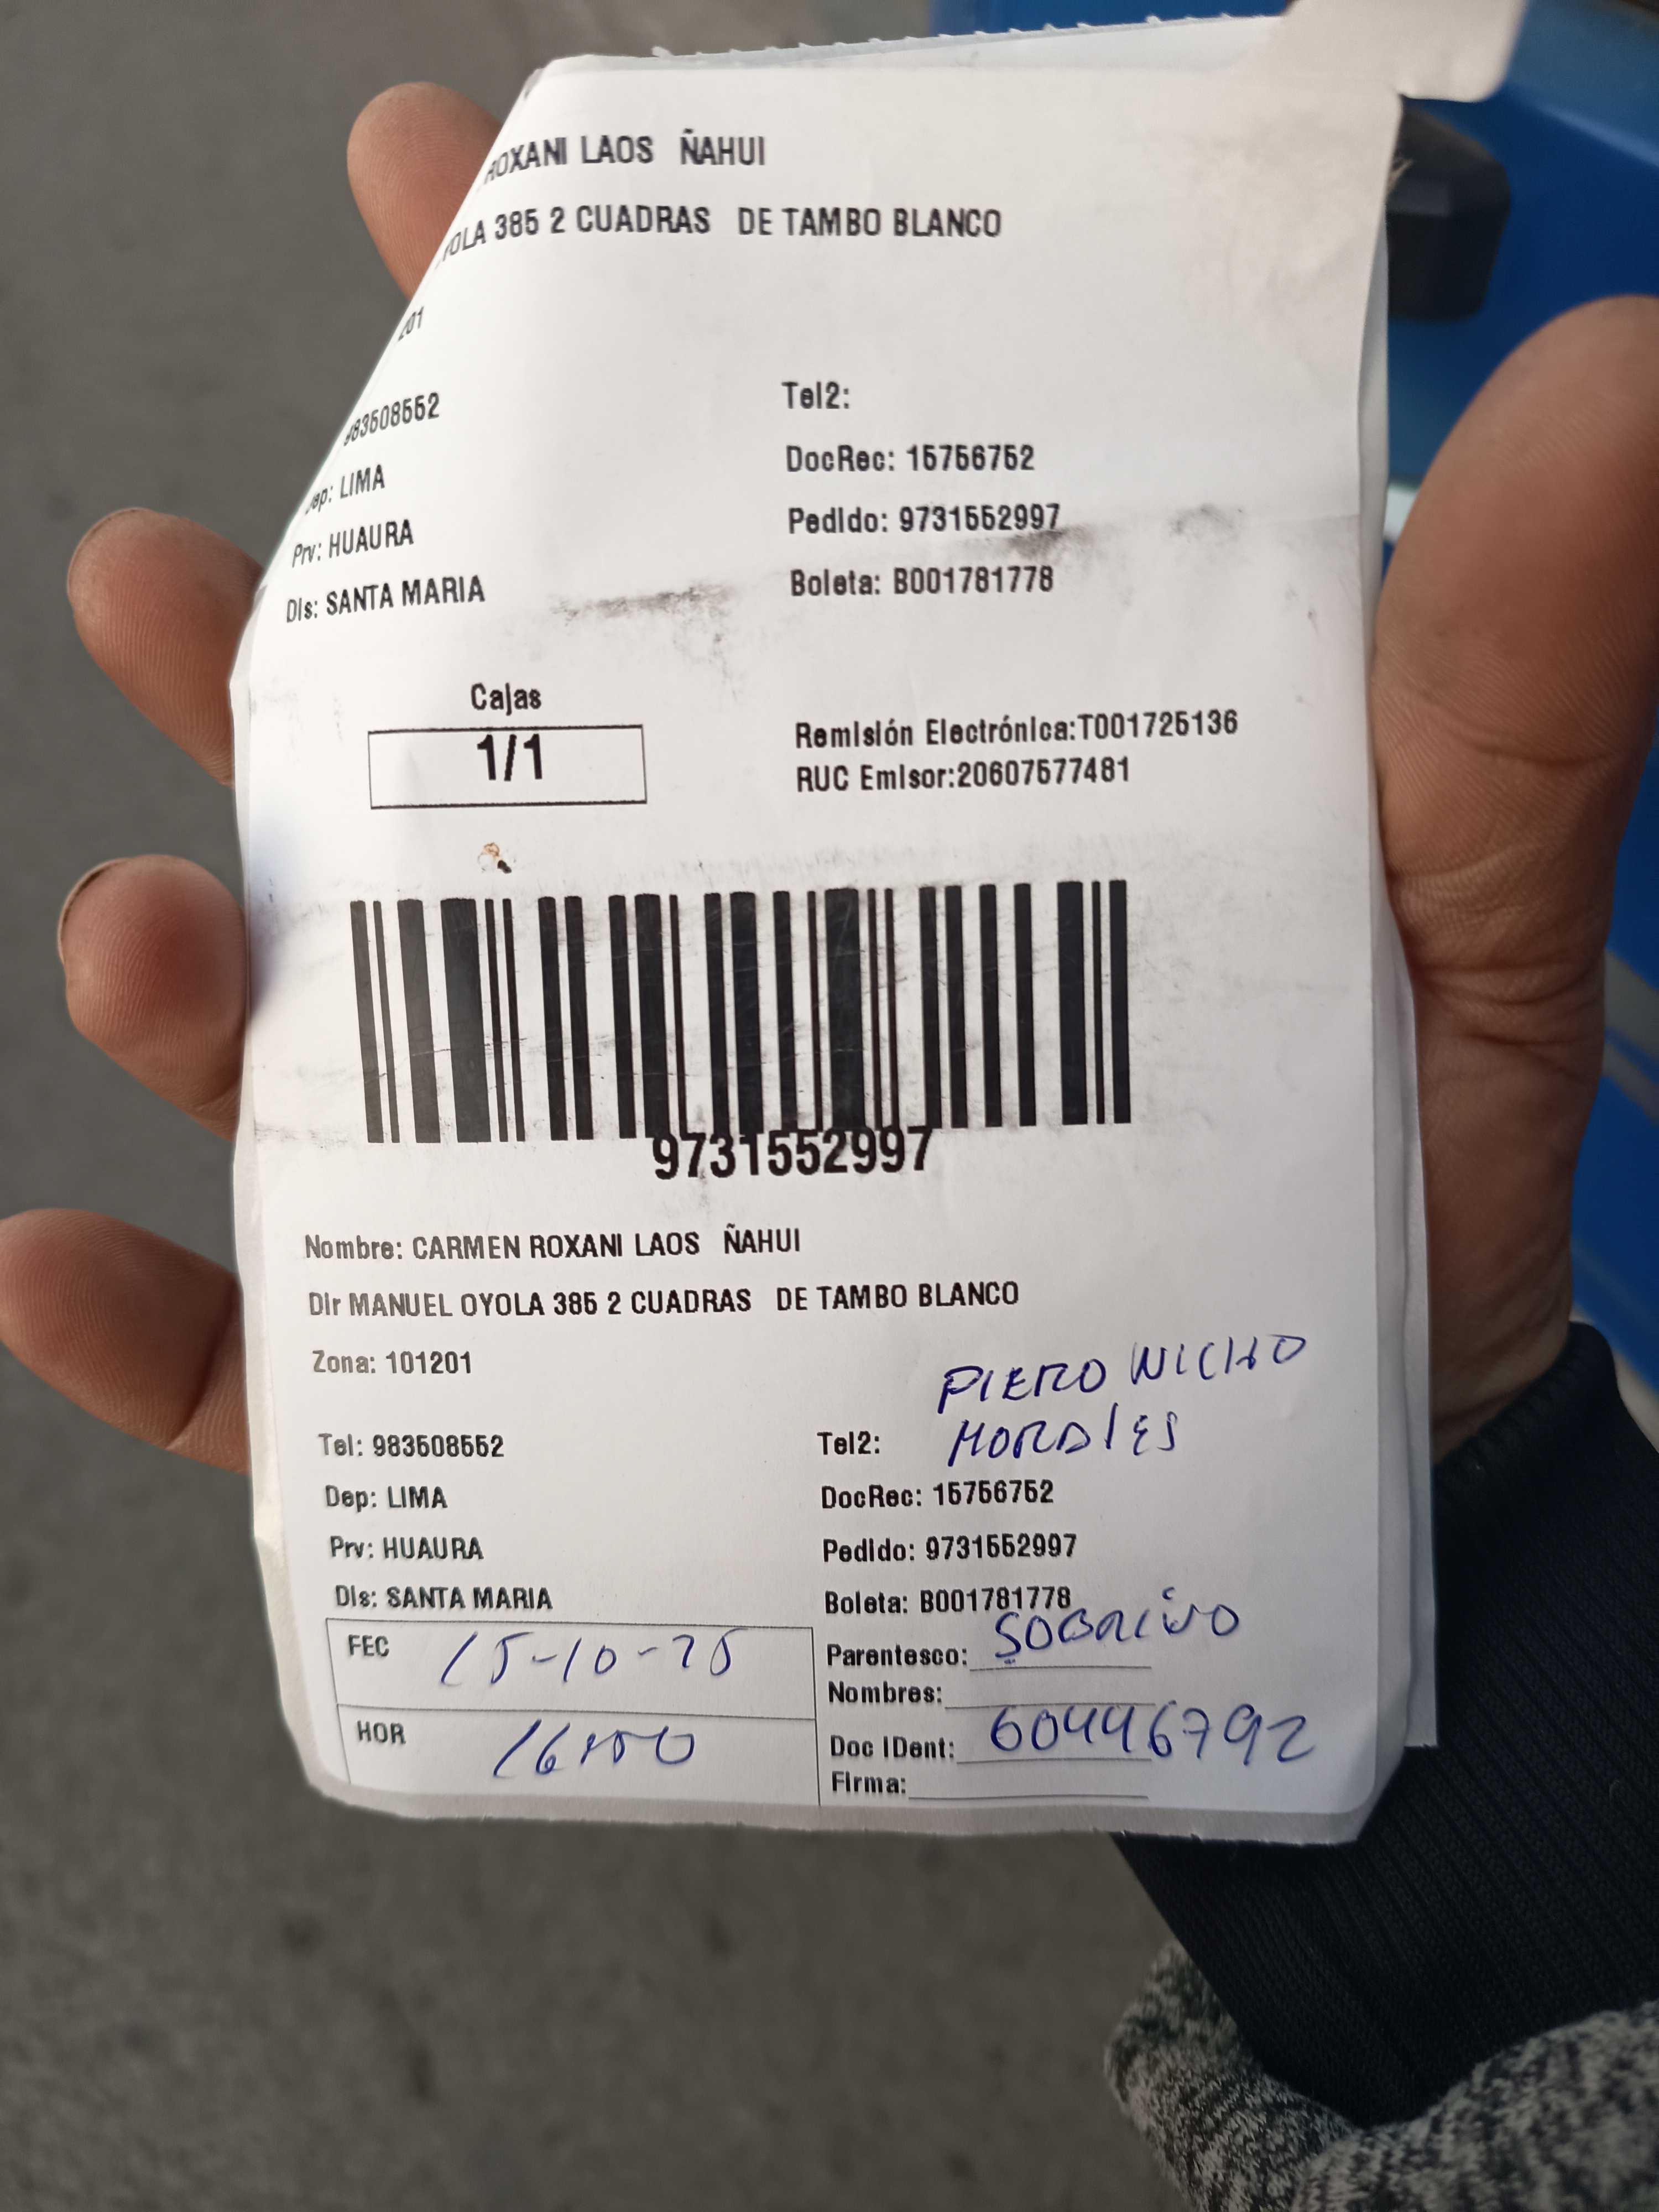 ROXANI LAOS ÑAHUI
OYOLA 385 2 CUADRAS DE TAMBO BLANCO
201
983508552
Tel2:
Dep: LIMA
DocRec: 15756752
Prv: HUAURA
Pedido: 9731552997
Dis: SANTA MARIA
Boleta: B001781778
Cajas
1/1
Remisión Electrónica:T001725136
RUC Emisor:20607577481
9731552997
Nombre: CARMEN ROXANI LAOS ÑAHUI
Dir MANUEL OYOLA 385 2 CUADRAS DE TAMBO BLANCO
Zona: 101201
PIERO NICHO
MORALES
Tel: 983508552
Tel2:
Dep: LIMA
DocRec: 15756752
Prv: HUAURA
Pedido: 9731552997
Dis: SANTA MARIA
Boleta: B001781778
FEC 15-10-25
Parentesco: SOBRINO
Nombres:
HOR
Doc IDent: 60446792
Firma: